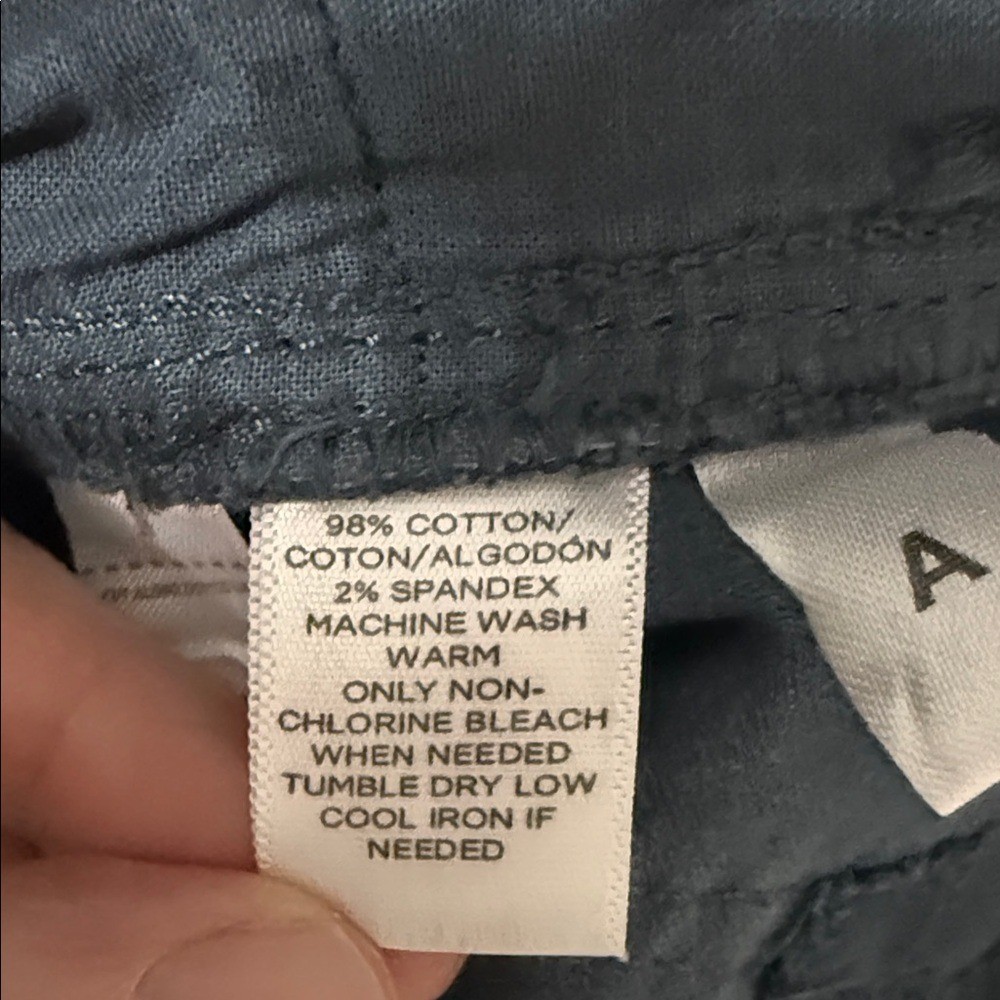 98% COTTON/
COTON/ALGODÓN
2% SPANDEX
MACHINE WASH
WARM
ONLY NON-
CHLORINE BLEACH
WHEN NEEDED
TUMBLE DRY LOW
COOL IRON IF
NEEDED
A